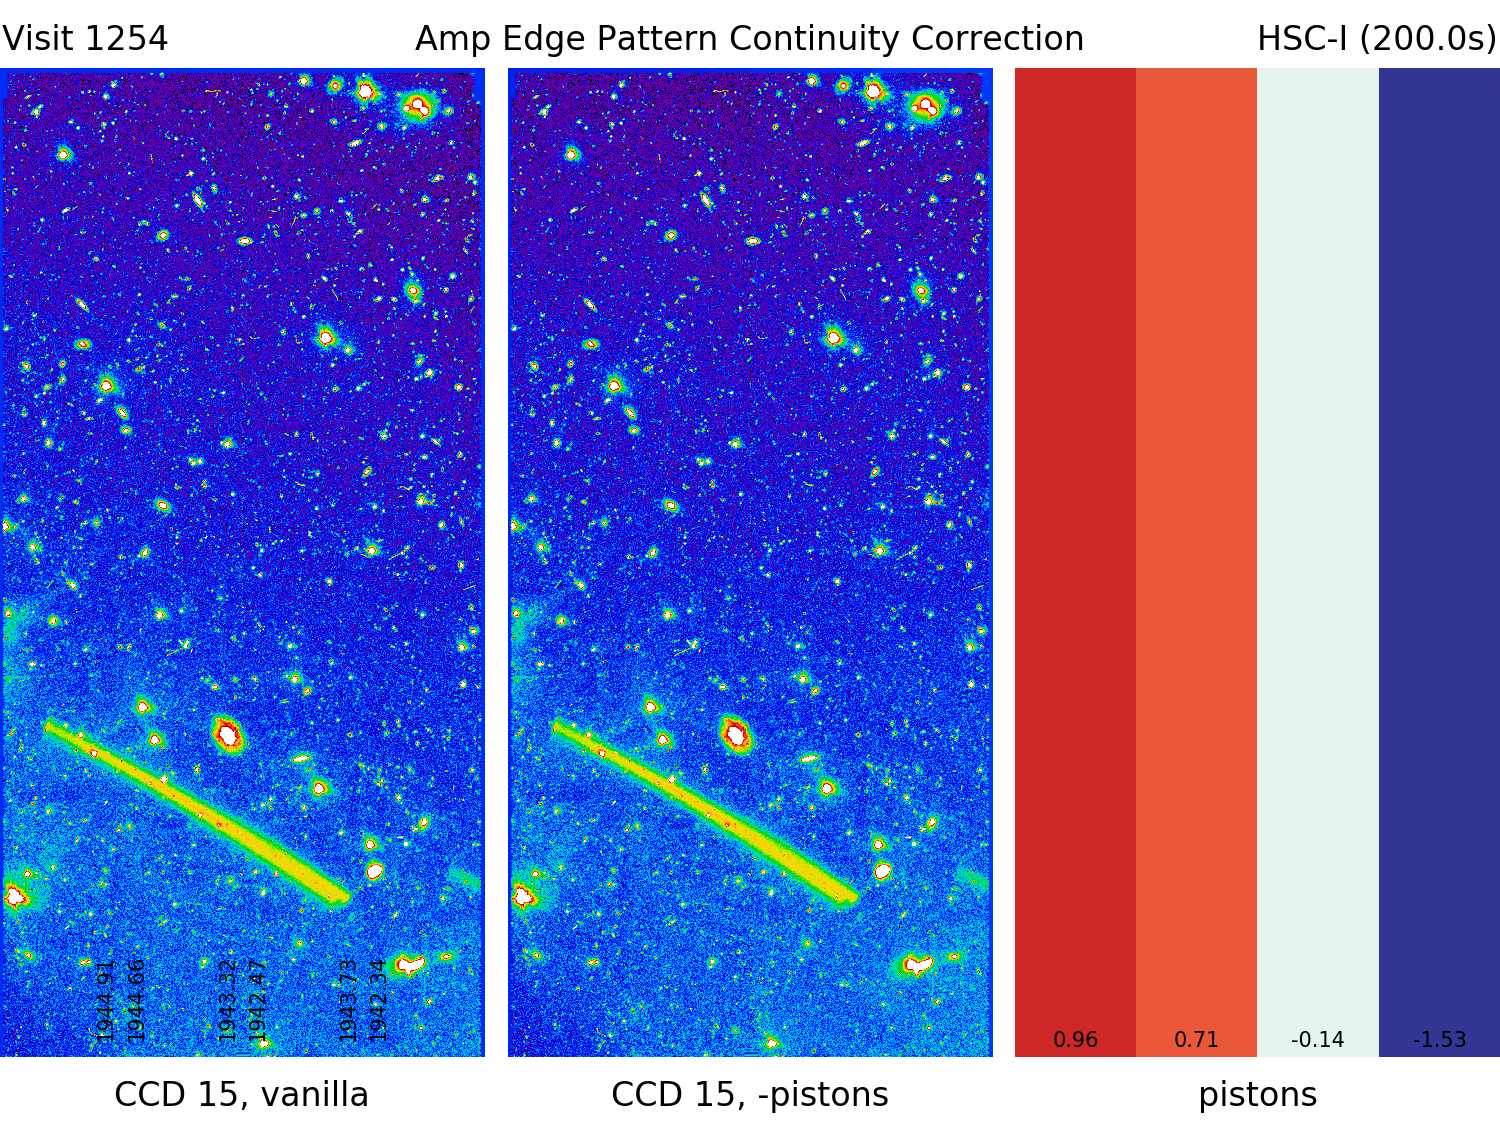 Visit 1254
Amp Edge Pattern Continuity Correction
HSC-I (200.0s)
1944.91
1944.66
1943.32
1942.47
1943.73
1942.34
0.96
0.71
-0.14
-1.53
CCD 15, vanilla
CCD 15, -pistons
pistons